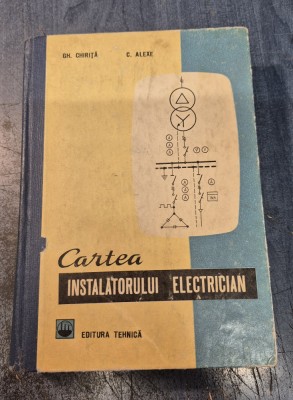 GH. CHIRIȚĂ C. ALEXE
Cartea
INSTALATORULUI ELECTRICIAN
EDITURA TEHNICĂ